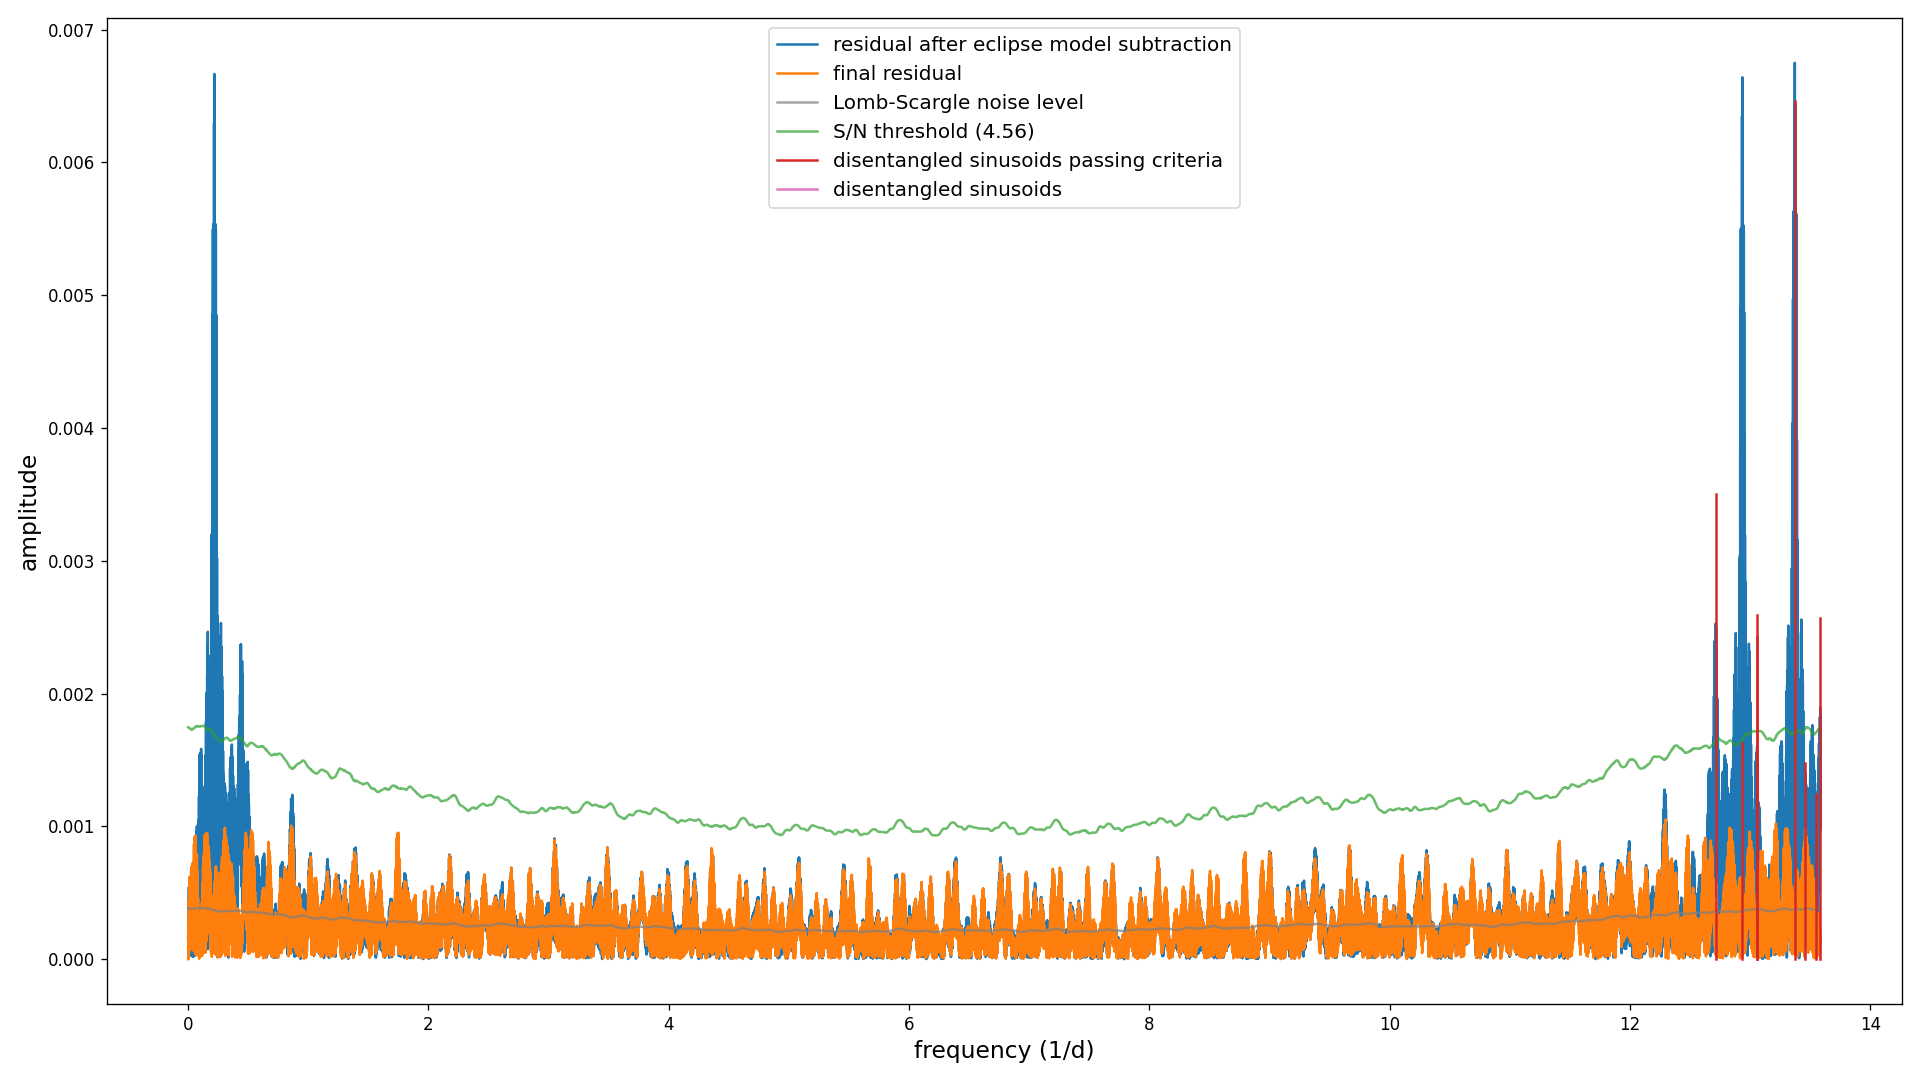 0.007
0.006
0.005
0.004
0.003
0.002
0.001
0.000
amplitude
residual after eclipse model subtraction
final residual
Lomb-Scargle noise level
S/N threshold (4.56)
disentangled sinusoids passing criteria
disentangled sinusoids
0 2 4 6 8 10 12 14
frequency (1/d)